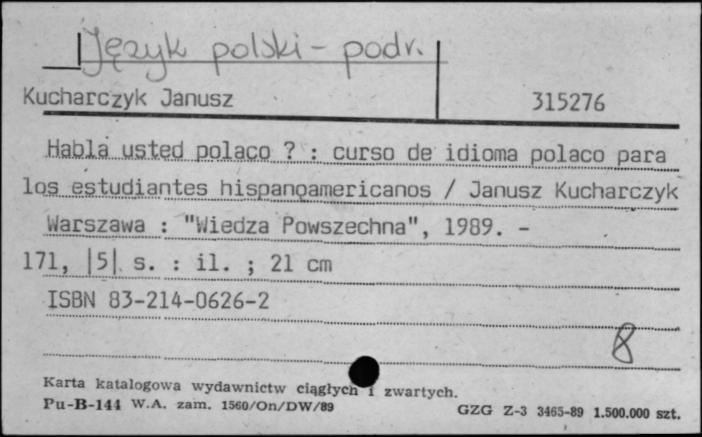 Język polski - podr.
Kucharczyk Janusz 315276
Habla usted polaco ? : curso de idioma polaco para
los estudiantes hispanoamericanos / Janusz Kucharczyk
Warszawa : "Wiedza Powszechna", 1989. -
171, |5| s. : il. ; 21 cm
ISBN 83-214-0626-2
8
Karta katalogowa wydawnictw ciągłych i zwartych.
Pu-B-144 W.A. zam. 1560/On/DW/89 GZG Z-3 3465-89 1.500.000 szt.